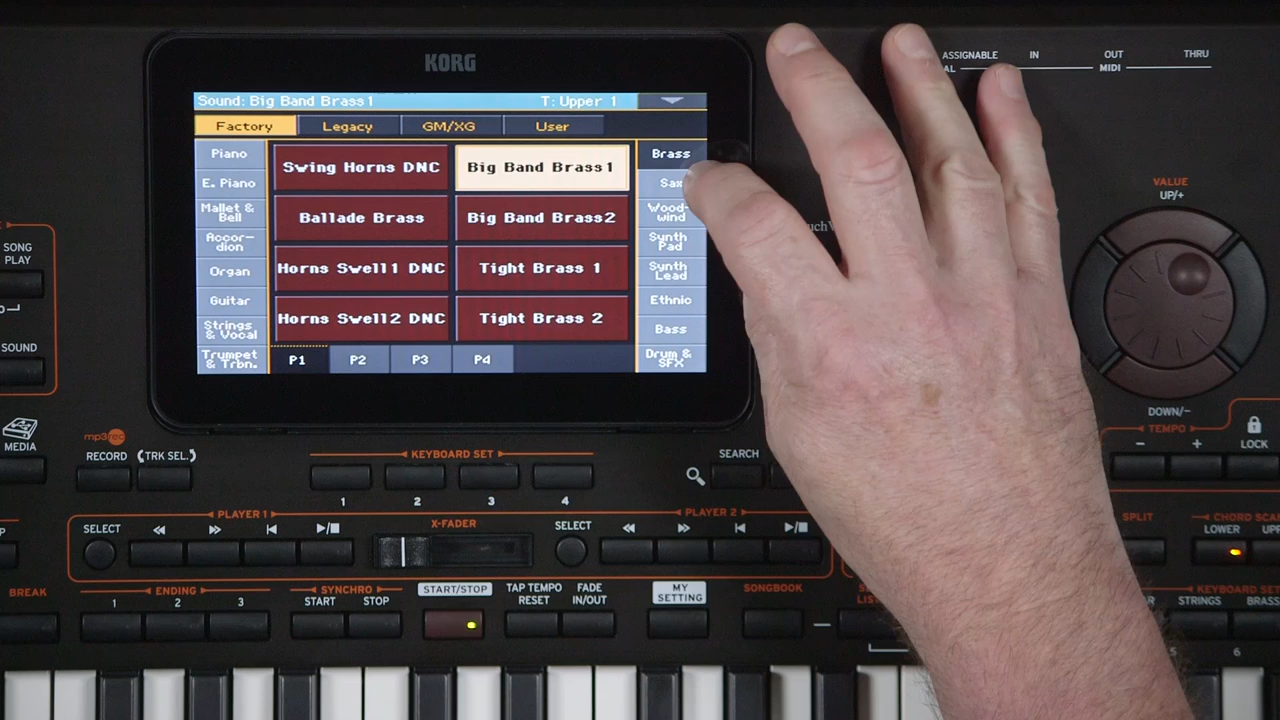 KORG
ASSIGNABLE IN OUT THRU
MIDI
Sound: Big Band Brass1 T: Upper 1
Factory Legacy GM/XG User
Piano
E. Piano
Mallet &
Bell
Accor-
dion
Organ
Guitar
Strings
& Vocal
Trumpet
& Trbn.
Swing Horns DNC Big Band Brass1
Ballade Brass Big Band Brass2
Horns Swell1 DNC Tight Brass 1
Horns Swell2 DNC Tight Brass 2
P1 P2 P3 P4
Brass
Sax
Wood-
wind
Synth
Pad
Synth
Lead
Ethnic
Bass
Drum &
SFX
VALUE
UP/+
DOWN/-
TEMPO
- +
LOCK
SONG
PLAY
SOUND
MEDIA
mp3rec
RECORD
TRK SEL.
KEYBOARD SET
1 2 3 4
SEARCH
PLAYER 1
SELECT
X-FADER
PLAYER 2
SELECT
SPLIT
LOWER
BREAK
ENDING
1 2 3
SYNCHRO
START STOP
START/STOP
TAP TEMPO
RESET
FADE
IN/OUT
MY
SETTING
SONGBOOK
KEYBOARD SET
STRINGS
BRASS
6